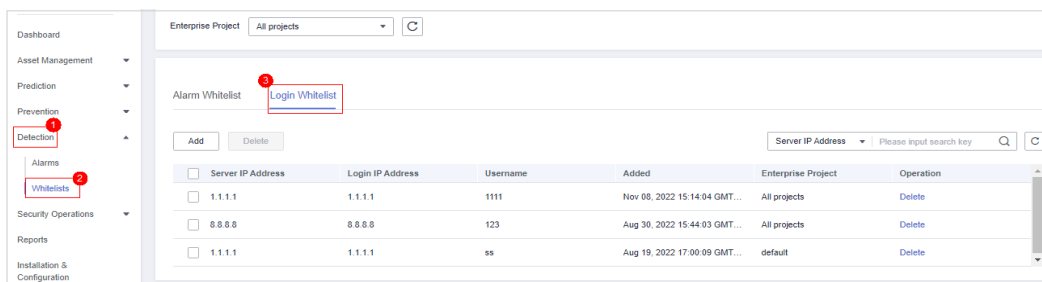 Dashboard
Asset Management
Prediction
Prevention
1
Detection
Alarms
2
Whitelists
Security Operations
Reports
Installation &
Configuration
Enterprise Project All projects
3
Alarm Whitelist Login Whitelist
Add Delete Server IP Address Please input search key
Server IP Address Login IP Address Username Added Enterprise Project Operation
1.1.1.1 1.1.1.1 1111 Nov 08, 2022 15:14:04 GMT... All projects Delete
8.8.8.8 8.8.8.8 123 Aug 30, 2022 15:44:03 GMT... All projects Delete
1.1.1.1 1.1.1.1 ss Aug 19, 2022 17:00:09 GMT... default Delete